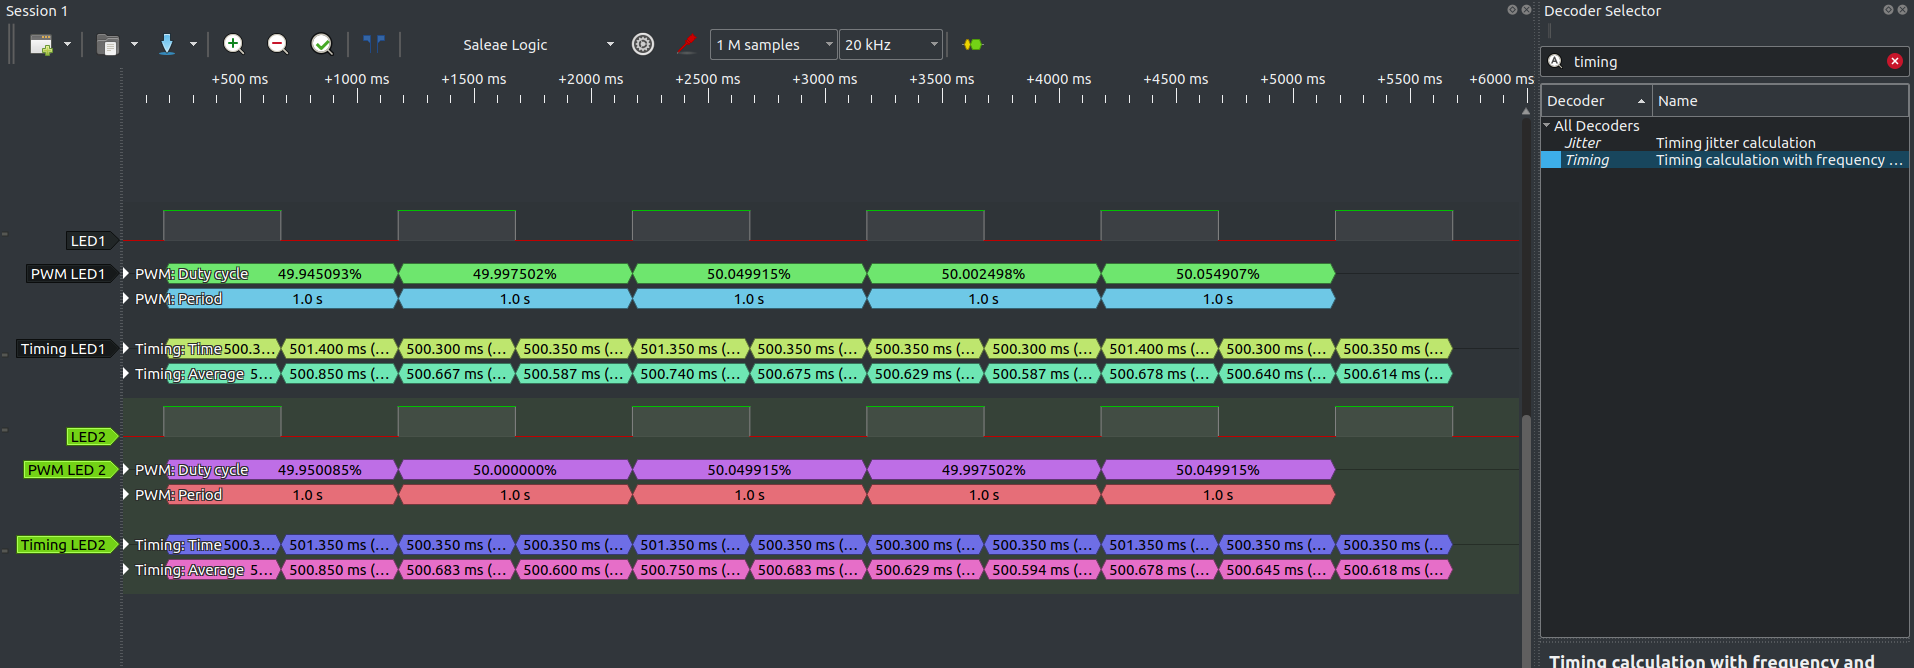 Session 1
Decoder Selector
Saleae Logic
1 M samples
20 kHz
timing
+500 ms +1000 ms +1500 ms +2000 ms +2500 ms +3000 ms +3500 ms +4000 ms +4500 ms +5000 ms +5500 ms +6000 ms
Decoder Name
All Decoders
Jitter Timing jitter calculation
Timing Timing calculation with frequency ...
LED1
PWM LED1 PWM: Duty cycle 49.945093% 49.997502% 50.049915% 50.002498% 50.054907%
PWM: Period 1.0 s 1.0 s 1.0 s 1.0 s 1.0 s
Timing LED1 Timing: Time 500.3... 501.400 ms (... 500.300 ms (... 500.350 ms (... 501.350 ms (... 500.350 ms (... 500.350 ms (... 500.300 ms (... 501.400 ms (... 500.300 ms (... 500.350 ms (...
Timing: Average 5... 500.850 ms (... 500.667 ms (... 500.587 ms (... 500.740 ms (... 500.675 ms (... 500.629 ms (... 500.587 ms (... 500.678 ms (... 500.640 ms (... 500.614 ms (...
LED2
PWM LED 2 PWM: Duty cycle 49.950085% 50.000000% 50.049915% 49.997502% 50.049915%
PWM: Period 1.0 s 1.0 s 1.0 s 1.0 s 1.0 s
Timing LED2 Timing: Time 500.3... 501.350 ms (... 500.350 ms (... 500.350 ms (... 501.350 ms (... 500.350 ms (... 500.300 ms (... 500.350 ms (... 501.350 ms (... 500.350 ms (... 500.350 ms (...
Timing: Average 5... 500.850 ms (... 500.683 ms (... 500.600 ms (... 500.750 ms (... 500.683 ms (... 500.629 ms (... 500.594 ms (... 500.678 ms (... 500.645 ms (... 500.618 ms (...
Timing calculation with frequency and